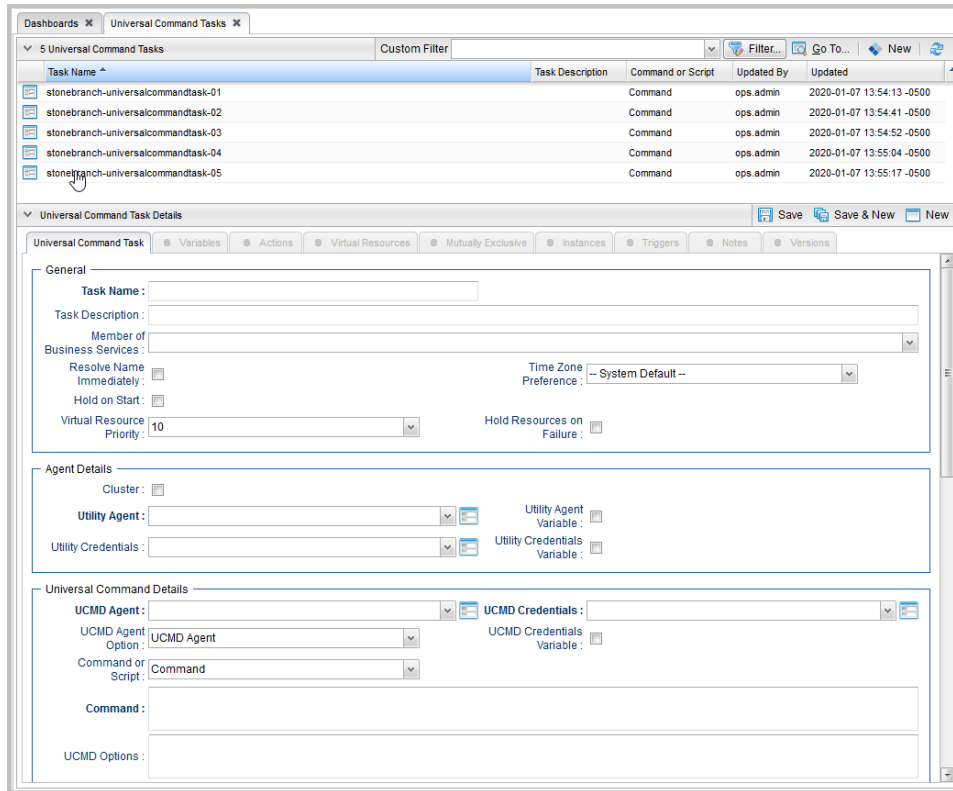 Dashboards
Universal Command Tasks
5 Universal Command Tasks Custom Filter Filter... Go To... New
Task Name Task Description Command or Script Updated By Updated
stonebranch-universalcommandtask-01 Command ops.admin 2020-01-07 13:54:13 -0500
stonebranch-universalcommandtask-02 Command ops.admin 2020-01-07 13:54:41 -0500
stonebranch-universalcommandtask-03 Command ops.admin 2020-01-07 13:54:52 -0500
stonebranch-universalcommandtask-04 Command ops.admin 2020-01-07 13:55:04 -0500
stonebranch-universalcommandtask-05 Command ops.admin 2020-01-07 13:55:17 -0500
Universal Command Task Details Save Save & New New
Universal Command Task Variables Actions Virtual Resources Mutually Exclusive Instances Triggers Notes Versions
General
Task Name :
Task Description :
Member of
Business Services :
Resolve Name
Immediately :
Time Zone
Preference : -- System Default --
Hold on Start :
Virtual Resource
Priority : 10
Hold Resources on
Failure :
Agent Details
Cluster :
Utility Agent :
Utility Agent
Variable :
Utility Credentials :
Utility Credentials
Variable :
Universal Command Details
UCMD Agent : UCMD Credentials :
UCMD Agent
Option : UCMD Agent
UCMD Credentials
Variable :
Command or
Script : Command
Command :
UCMD Options :